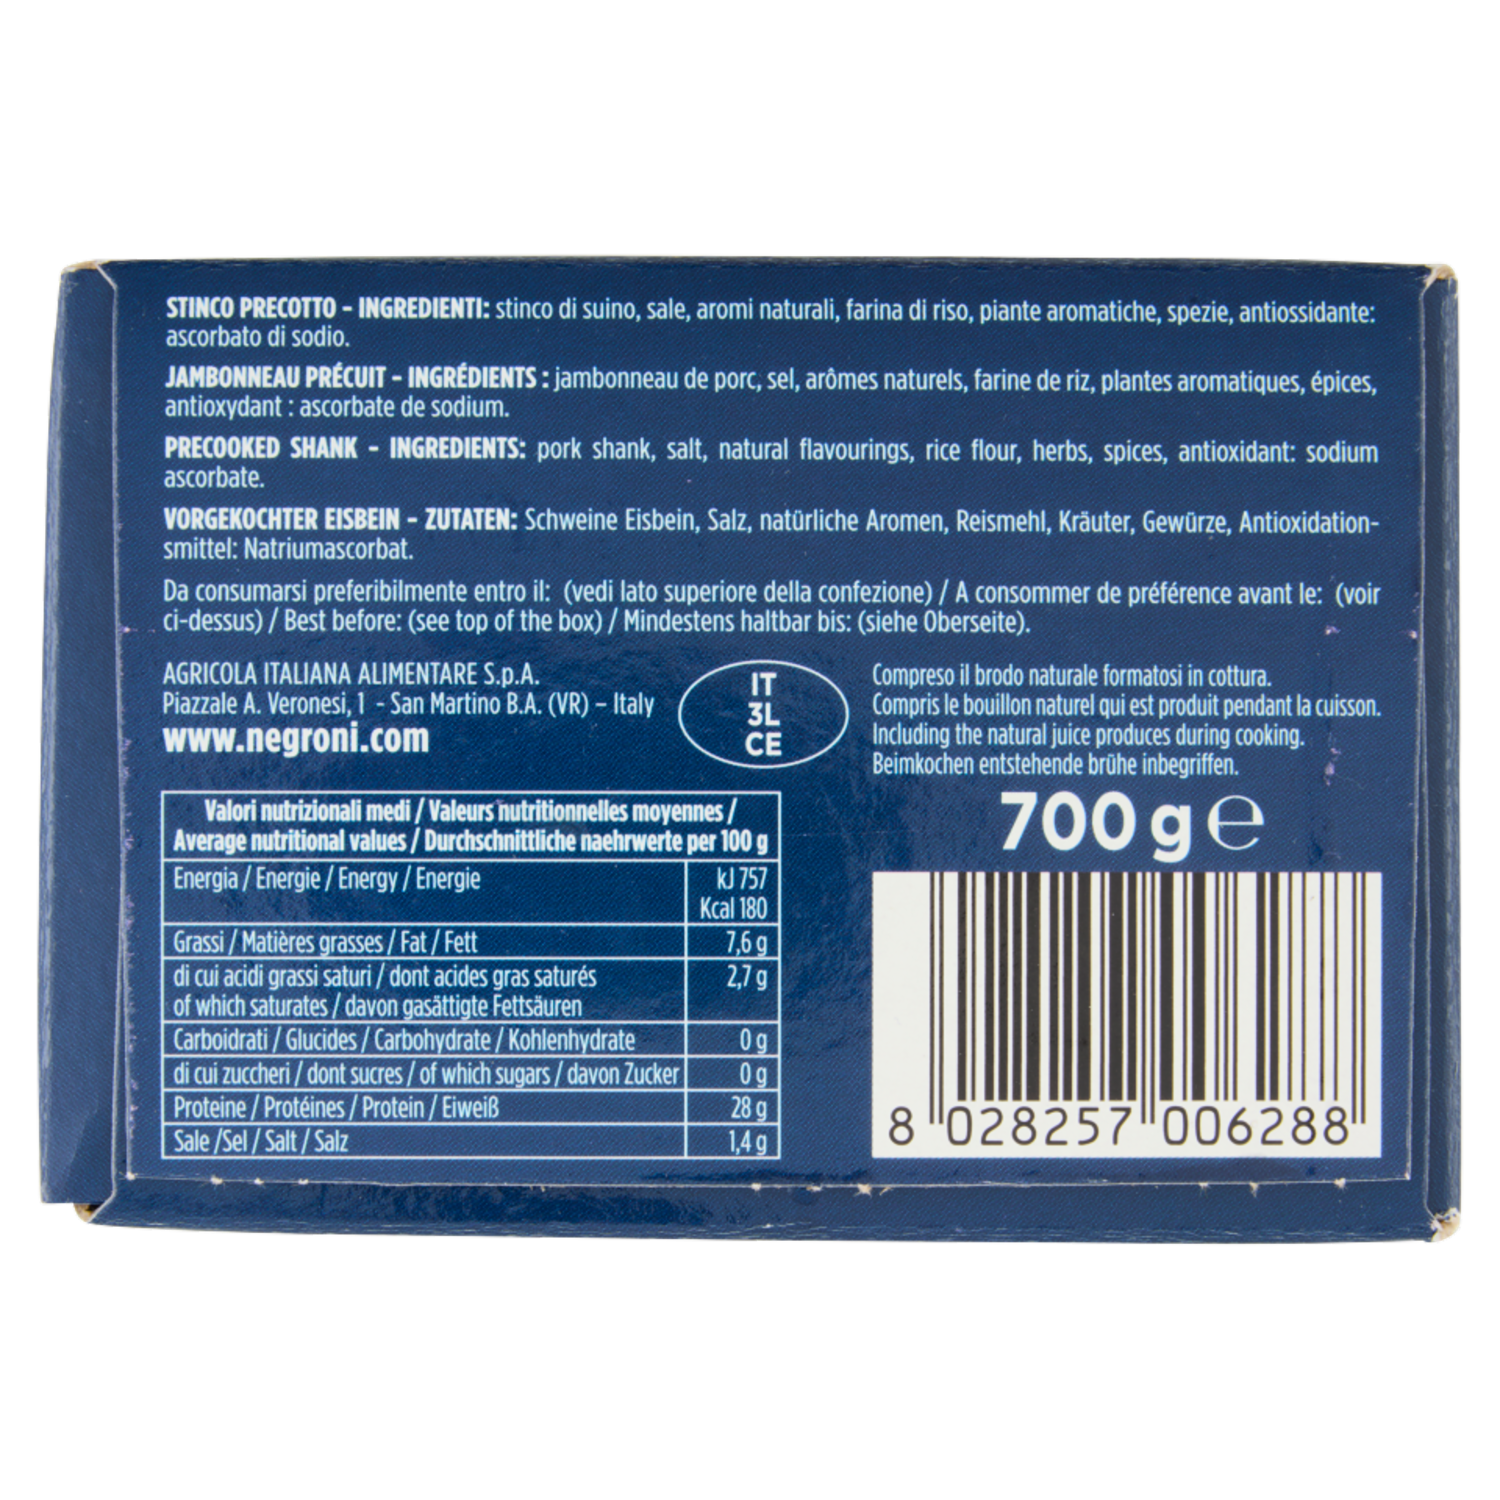 STINCO PRECOTTO - INGREDIENTI: stinco di suino, sale, aromi naturali, farina di riso, piante aromatiche, spezie, antiossidante:
ascorbato di sodio.
JAMBONNEAU PRÉCUIT - INGRÉDIENTS : jambonneau de porc, sel, arômes naturels, farine de riz, plantes aromatiques, épices,
antioxydant : ascorbate de sodium.
PRECOOKED SHANK - INGREDIENTS: pork shank, salt, natural flavourings, rice flour, herbs, spices, antioxidant: sodium
ascorbate.
VORGEKOCHTER EISBEIN - ZUTATEN: Schweine Eisbein, Salz, natürliche Aromen, Reismehl, Kräuter, Gewürze, Antioxidation-
smittel: Natriumascorbat.
Da consumarsi preferibilmente entro il: (vedi lato superiore della confezione) / A consommer de préférence avant le: (voir
ci-dessus) / Best before: (see top of the box) / Mindestens haltbar bis: (siehe Oberseite).
AGRICOLA ITALIANA ALIMENTARE S.p.A.
Piazzale A. Veronesi, 1 - San Martino B.A. (VR) – Italy
www.negroni.com
IT
3L
CE
Compreso il brodo naturale formatosi in cottura.
Compris le bouillon naturel qui est produit pendant la cuisson.
Including the natural juice produces during cooking.
Beimkochen entstehende brühe inbegriffen.
700 g e
Valori nutrizionali medi / Valeurs nutritionnelles moyennes /
Average nutritional values / Durchschnittliche naehrwerte per 100 g
Energia / Energie / Energy / Energie kJ 757
Kcal 180
Grassi / Matières grasses / Fat / Fett 7,6 g
di cui acidi grassi saturi / dont acides gras saturés 2,7 g
of which saturates / davon gasättigte Fettsäuren
Carboidrati / Glucides / Carbohydrate / Kohlenhydrate 0 g
di cui zuccheri / dont sucres / of which sugars / davon Zucker 0 g
Proteine / Protéines / Protein / Eiweiß 28 g
Sale /Sel / Salt / Salz 1,4 g
8 028257 006288